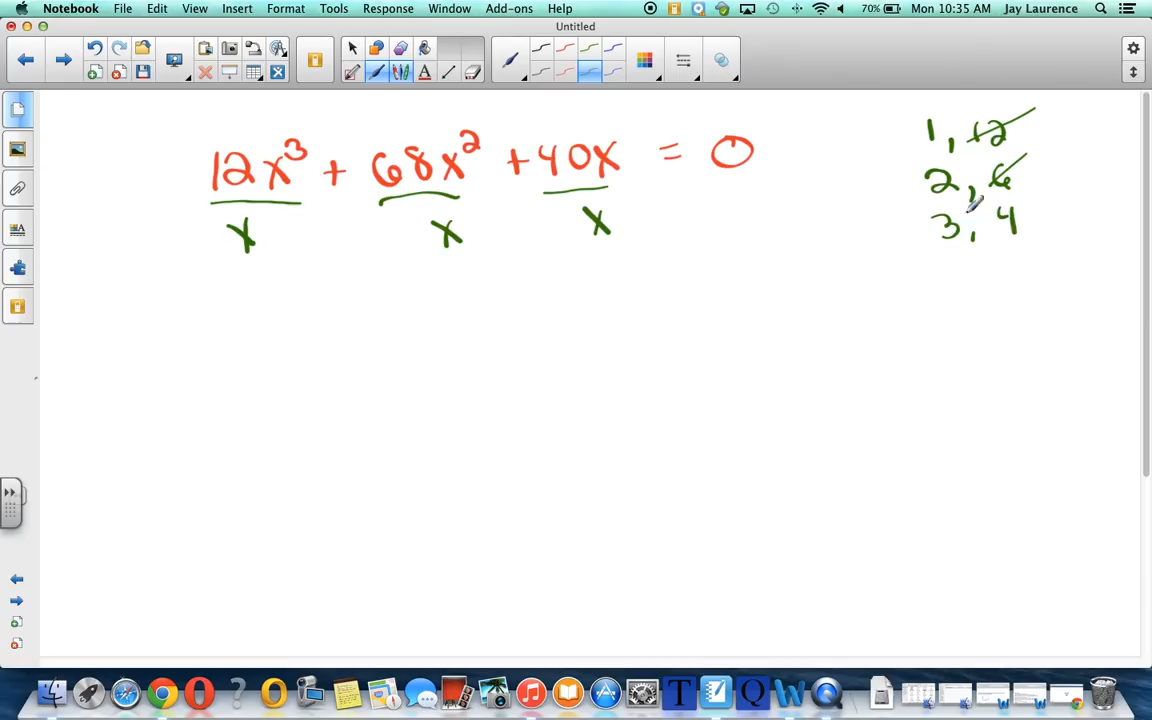 Notebook File Edit View Insert Format Tools Response Window Add-ons Help 70% Mon 10:35 AM Jay Laurence
Untitled
12x³ + 68x² + 40x = 0
x x x
1, 12
2, 6
3, 4